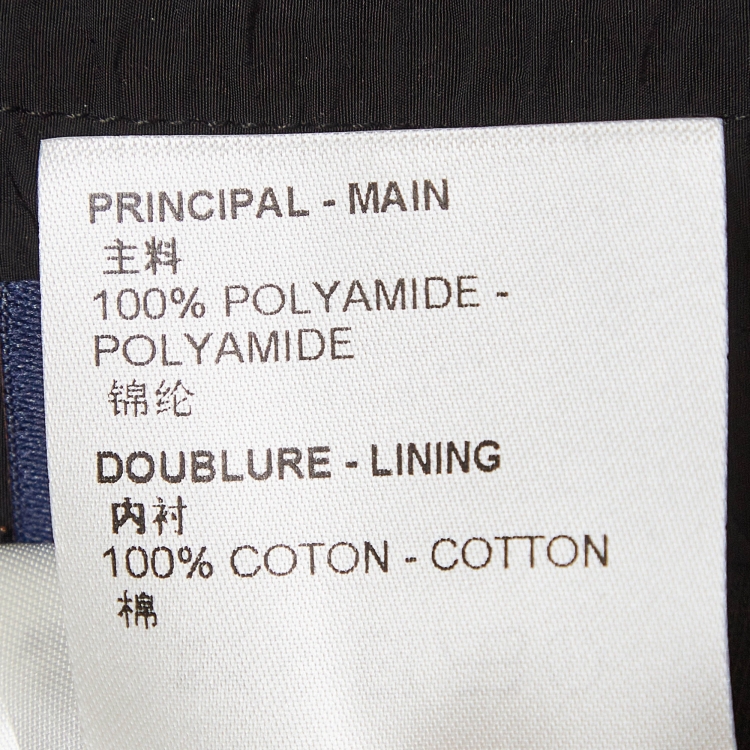 PRINCIPAL - MAIN
主料
100% POLYAMIDE -
POLYAMIDE
锦纶
DOUBLURE - LINING
内衬
100% COTON - COTTON
棉